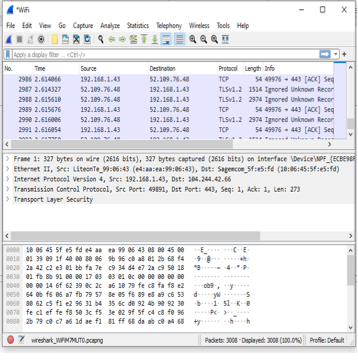 *WiFi
File Edit View Go Capture Analyze Statistics Telephony Wireless Tools Help
Apply a display filter ... <Ctrl-/>
No. Time Source Destination Protocol Length Info
2986 2.614066 192.168.1.43 52.109.76.48 TCP 54 49976 → 443 [ACK] Seq
2987 2.614327 192.168.1.43 52.109.76.48 TLSv1.2 1514 Ignored Unknown Recor
2988 2.615610 192.168.1.43 52.109.76.48 TLSv1.2 1514 Ignored Unknown Recor
2989 2.615676 192.168.1.43 52.109.76.48 TCP 54 49976 → 443 [ACK] Seq
2990 2.616006 192.168.1.43 52.109.76.48 TLSv1.2 1514 Ignored Unknown Recor
2991 2.616054 192.168.1.43 52.109.76.48 TCP 54 49976 → 443 [ACK] Seq
Frame 1: 327 bytes on wire (2616 bits), 327 bytes captured (2616 bits) on interface \Device\NPF_{ECBE98F
Ethernet II, Src: LiteonTe_99:06:43 (e4:aa:ea:99:06:43), Dst: Sagemcom_5f:e5:fd (10:06:45:5f:e5:fd)
Internet Protocol Version 4, Src: 192.168.1.43, Dst: 104.244.42.66
Transmission Control Protocol, Src Port: 49891, Dst Port: 443, Seq: 1, Ack: 1, Len: 273
Transport Layer Security
0000 10 06 45 5f e5 fd e4 aa ea 99 06 43 08 00 45 00
0010 01 39 09 1f 40 00 80 06 9b 96 c0 a8 01 2b 68 f4
0020 2a 42 c2 e3 01 bb fa 7e c9 34 d4 e7 2a c9 50 18
0030 01 fb 8b 91 00 00 17 03 03 01 0c 00 00 00 00 00
0040 00 00 14 6f 62 39 0c 2c a6 10 79 fe c8 fa f8 e2
0050 64 0b f6 06 a7 fb 79 57 8e 05 f6 89 e8 a9 c6 53
0060 80 62 c5 f1 e2 96 31 b4 35 6c d0 92 4b 90 92 30
0070 fe c1 ef fe f8 50 3c f5 3e 02 9f 5f c4 c8 f0 96
0080 2b 79 c0 c7 a6 1d ae f1 81 ff 68 da ab c0 a4 68
wireshark_WiFiM7MUT0.pcapng Packets: 3008 · Displayed: 3008 (100.0%) Profile: Default